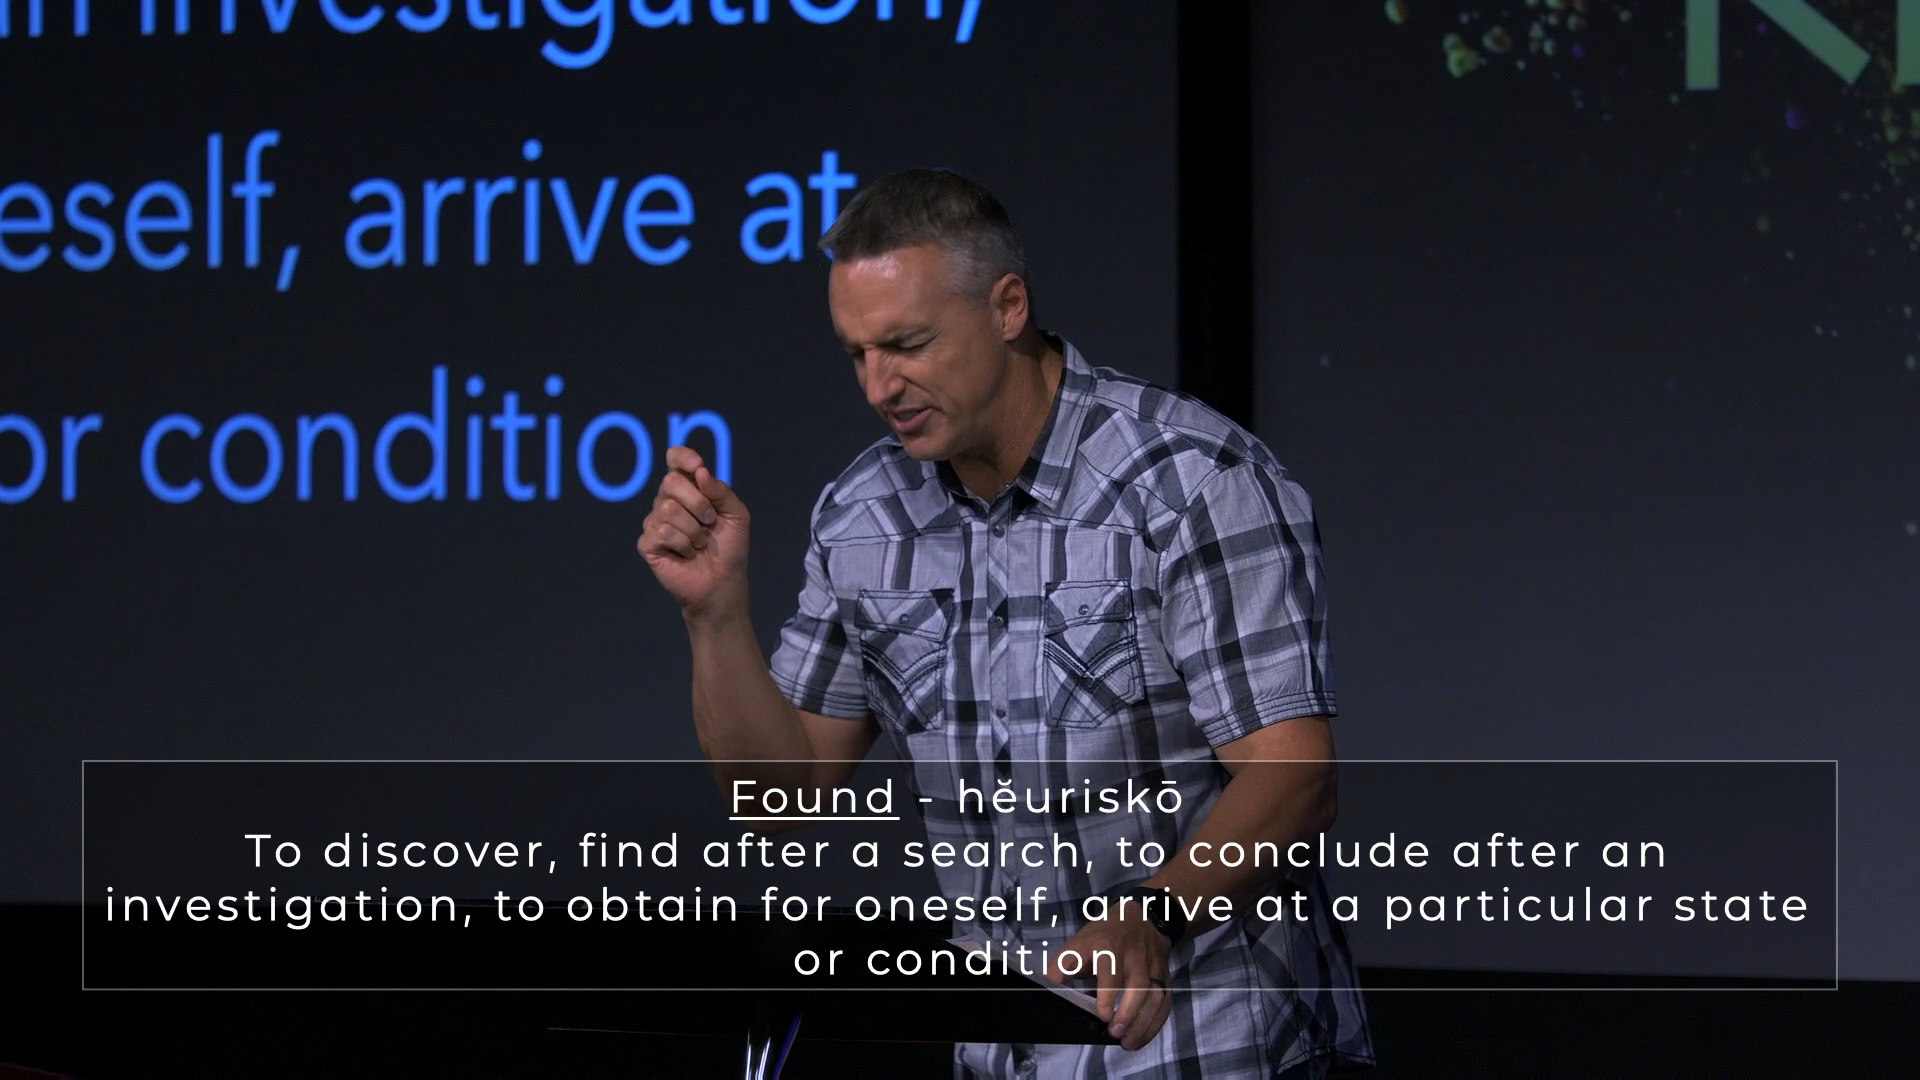 investigation,
arrive at
or condition
Found - hĕuriskō
To discover, find after a search, to conclude after an
investigation, to obtain for oneself, arrive at a particular state
or condition